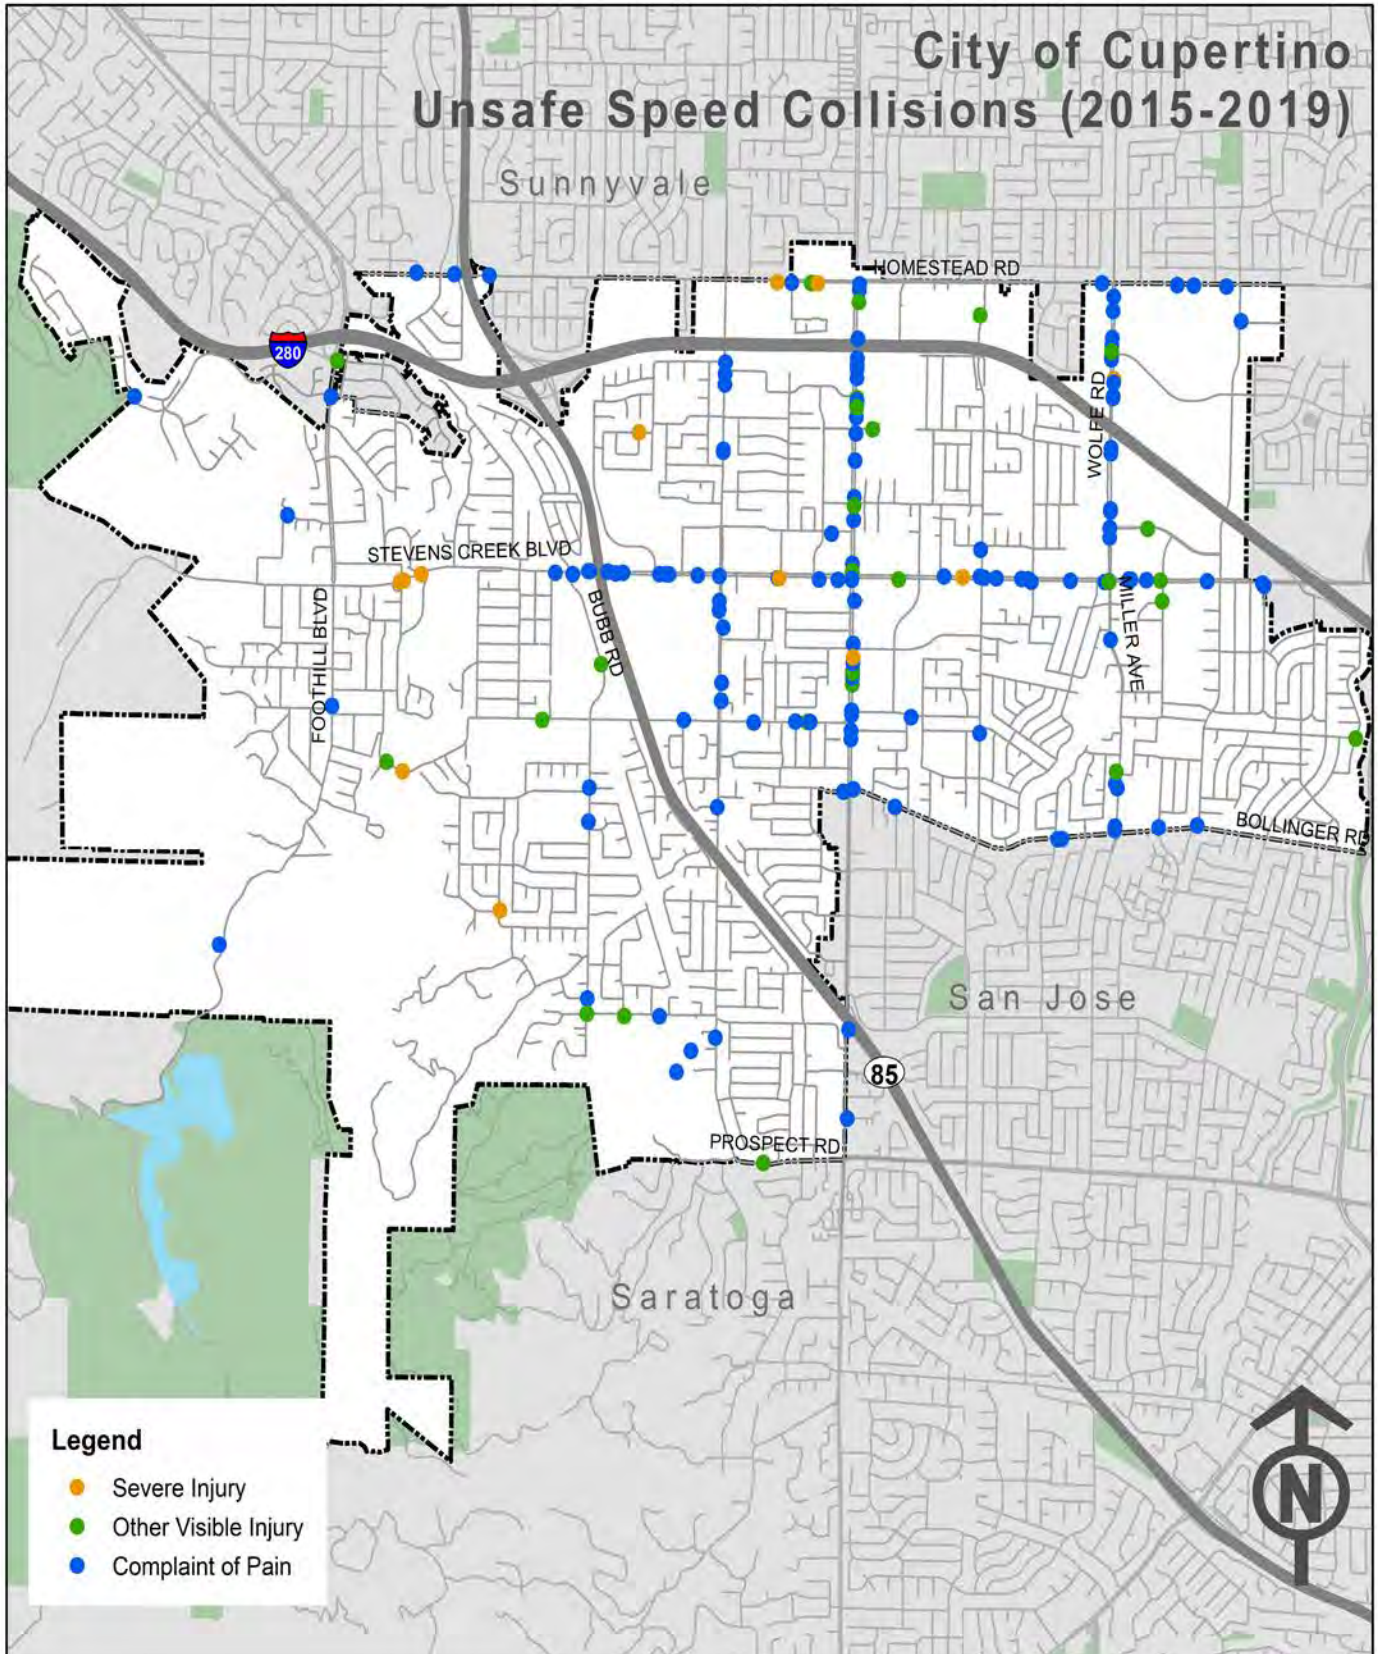 City of Cupertino
Unsafe Speed Collisions (2015-2019)
Sunnyvale
HOMESTEAD RD
280
WOLFE RD
STEVENS CREEK BLVD
FOOTHILL BLVD
BUBB RD
MILLER AVE
BOLLINGER RD
San Jose
85
PROSPECT RD
Saratoga
Legend
Severe Injury
Other Visible Injury
Complaint of Pain
N